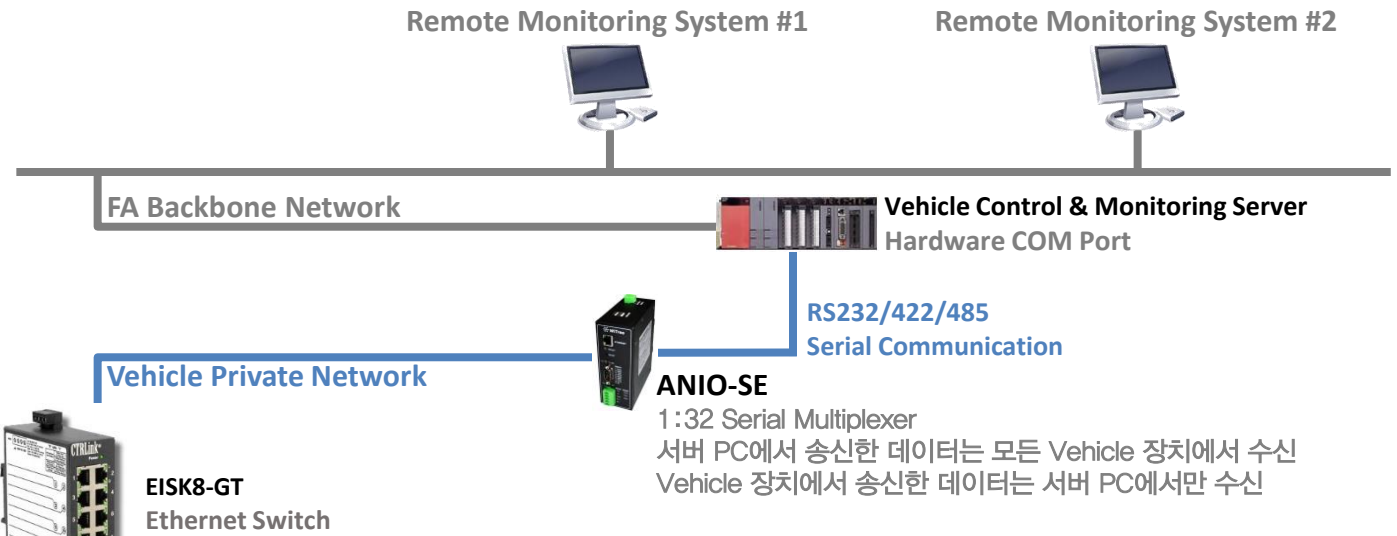 Remote Monitoring System #1
Remote Monitoring System #2
FA Backbone Network
Vehicle Control & Monitoring Server
Hardware COM Port
RS232/422/485
Serial Communication
Vehicle Private Network
ANIO-SE
1:32 Serial Multiplexer
서버 PC에서 송신한 데이터는 모든 Vehicle 장치에서 수신
Vehicle 장치에서 송신한 데이터는 서버 PC에서만 수신
CTRLink
EISK8-GT
Ethernet Switch